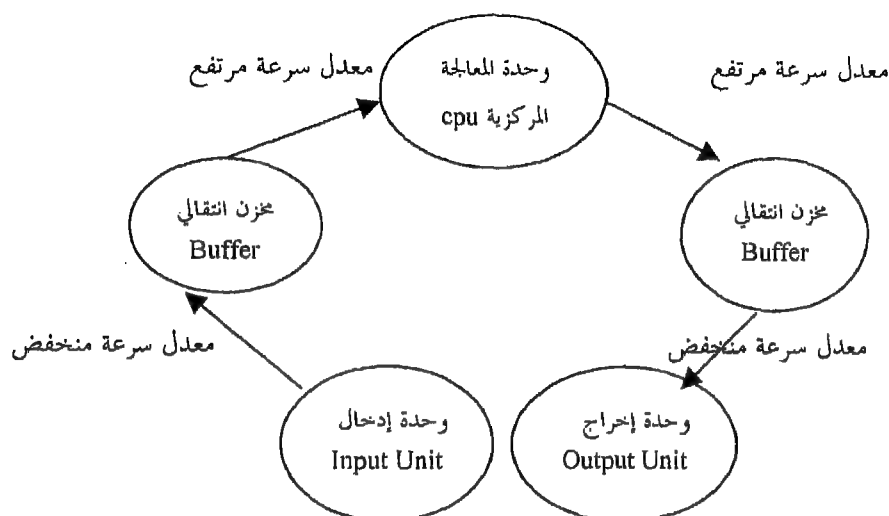 وحدة المعالجة
المركزية cpu
معدل سرعة مرتفع
معدل سرعة مرتفع
مخزن انتقالي
Buffer
مخزن انتقالي
Buffer
معدل سرعة منخفض
معدل سرعة منخفض
وحدة إدخال
Input Unit
وحدة إخراج
Output Unit